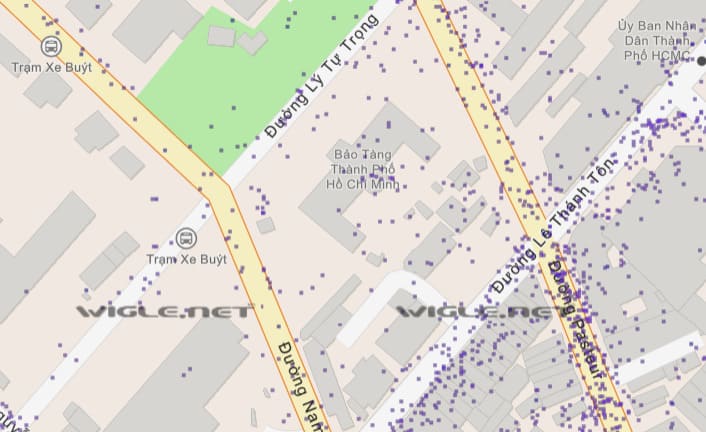 Ủy Ban Nhân
Dân Thành
Phố HCMC
Trạm Xe Buýt
Đường Lý Tự Trọng
Bảo Tàng
Thành Phố
Hồ Chí Minh
Đường Lê Thánh Tôn
Trạm Xe Buýt
WiGLE.NET
WiGLE.NET
Đường Pasteur
Đường Nam